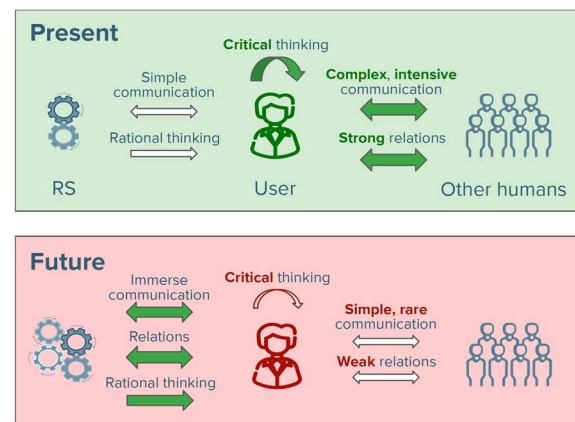 Present
Critical thinking
Simple
communication
Complex, intensive
communication
Rational thinking
Strong relations
RS
User
Other humans
Future
Immerse
communication
Critical thinking
Simple, rare
communication
Relations
Weak relations
Rational thinking